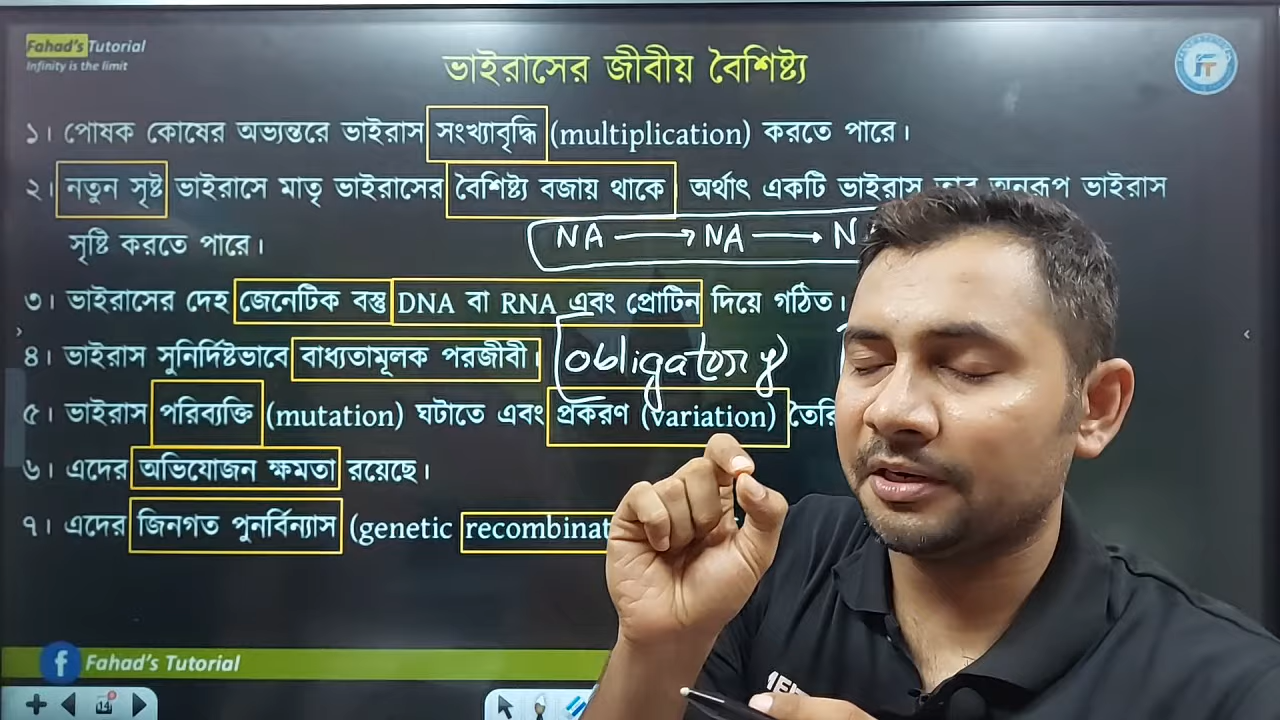 Fahad's Tutorial
Infinity is the limit
ভাইরাসের জীবীয় বৈশিষ্ট্য
১। পোষক কোষের অভ্যন্তরে ভাইরাস সংখ্যাবৃদ্ধি (multiplication) করতে পারে।
২। নতুন সৃষ্ট ভাইরাসে মাতৃ ভাইরাসের বৈশিষ্ট্য বজায় থাকে অর্থাৎ একটি ভাইরাস তার অনুরূপ ভাইরাস
সৃষ্টি করতে পারে।
NA → NA →
৩। ভাইরাসের দেহ জেনেটিক বস্তু DNA বা RNA এবং প্রোটিন দিয়ে গঠিত।
৪। ভাইরাস সুনির্দিষ্টভাবে বাধ্যতামূলক পরজীবী। obligatory
৫। ভাইরাস পরিব্যক্তি (mutation) ঘটাতে এবং প্রকরণ (variation)
৬। এদের অভিযোজন ক্ষমতা রয়েছে।
৭। এদের জিনগত পুনর্বিন্যাস (genetic
Fahad's Tutorial
14